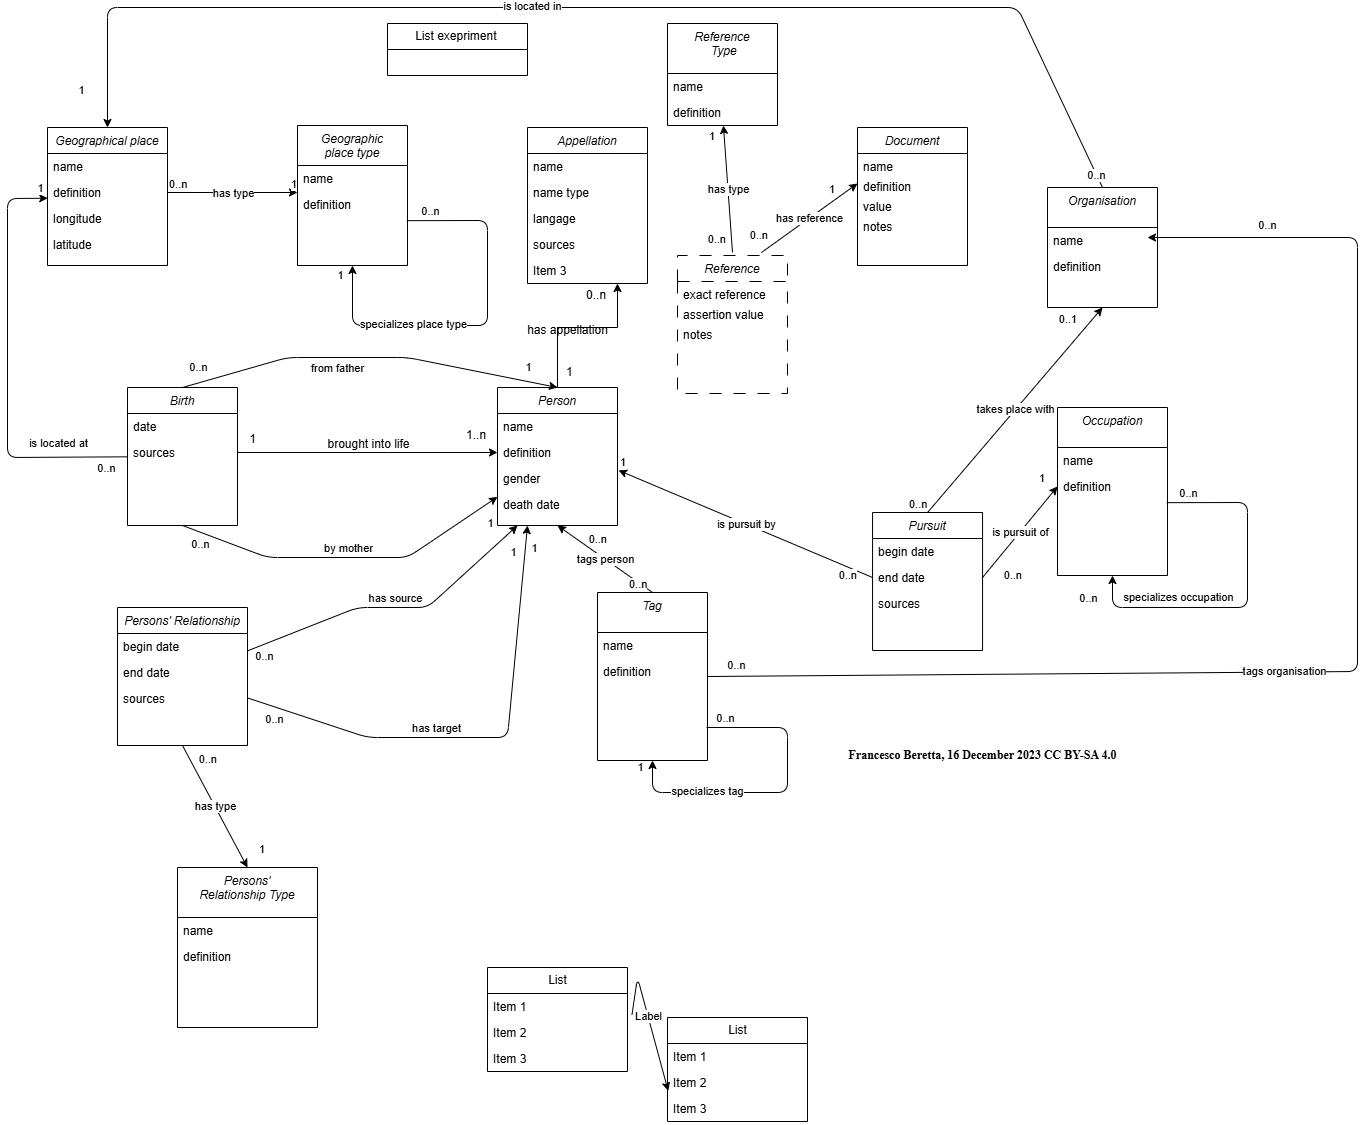 is located in
List exepriment
1
Reference
Type
name
definition
1
Geographical place
name
definition
longitude
latitude
1
0..n
has type
1
Geographic
place type
name
definition
0..n
1
specializes place type
Appellation
name
name type
langage
sources
Item 3
0..n
has appellation
1
has type
0..n
0..n
has reference
1
Document
name
definition
value
notes
Reference
exact reference
assertion value
notes
0..n
Organisation
name
definition
0..n
0..1
0..n
from father
1
Birth
date
sources
is located at
0..n
1
brought into life
1..n
Person
name
definition
gender
death date
0..n
by mother
1
1
takes place with
Occupation
name
definition
1
0..n
0..n
Pursuit
begin date
end date
sources
is pursuit by
0..n
is pursuit of
0..n
0..n
specializes occupation
1
1
0..n
tags person
0..n
has source
Persons' Relationship
begin date
end date
sources
0..n
0..n
has target
Tag
name
definition
0..n
tags organisation
0..n
1
specializes tag
Francesco Beretta, 16 December 2023 CC BY-SA 4.0
0..n
has type
1
Persons'
Relationship Type
name
definition
List
Item 1
Item 2
Item 3
Label
List
Item 1
Item 2
Item 3